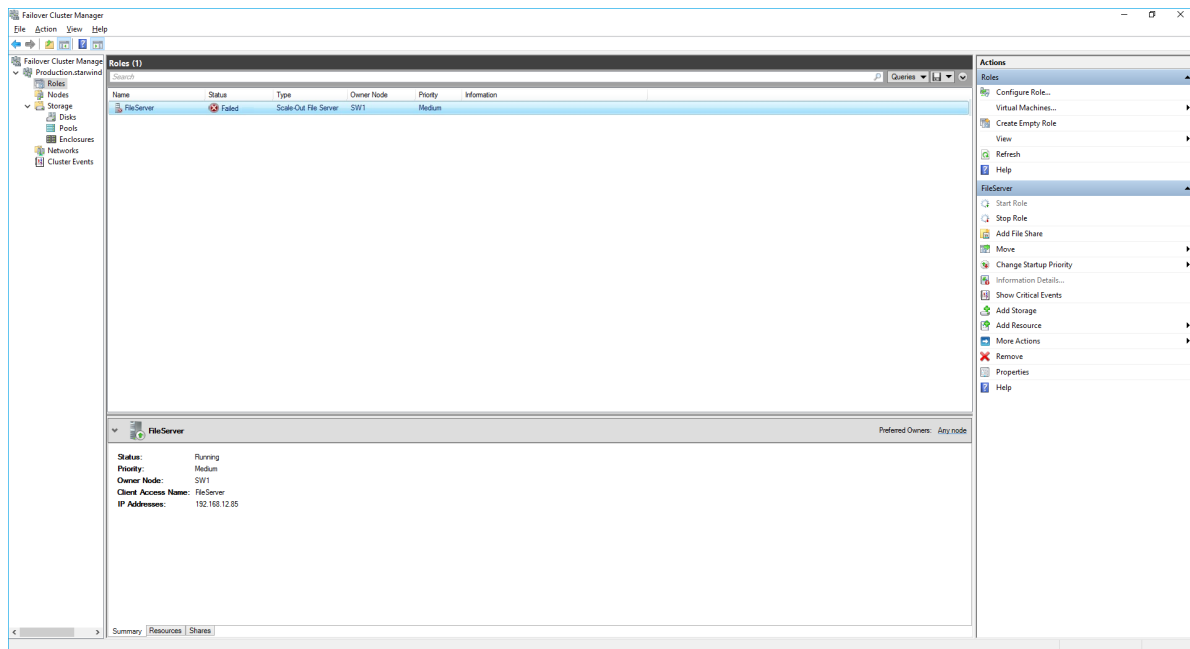 Failover Cluster Manager
File Action View Help
Failover Cluster Manage
Production.starwind
Roles
Nodes
Storage
Disks
Pools
Enclosures
Networks
Cluster Events
Roles (1)
Search
Queries
Name Status Type Owner Node Priority Information
FileServer Failed Scale-Out File Server SW1 Medium
FileServer
Preferred Owners: Any node
Status: Running
Priority: Medium
Owner Node: SW1
Client Access Name: FileServer
IP Addresses: 192.168.12.85
Summary Resources Shares
Actions
Roles
Configure Role...
Virtual Machines...
Create Empty Role
View
Refresh
Help
FileServer
Start Role
Stop Role
Add File Share
Move
Change Startup Priority
Information Details...
Show Critical Events
Add Storage
Add Resource
More Actions
Remove
Properties
Help